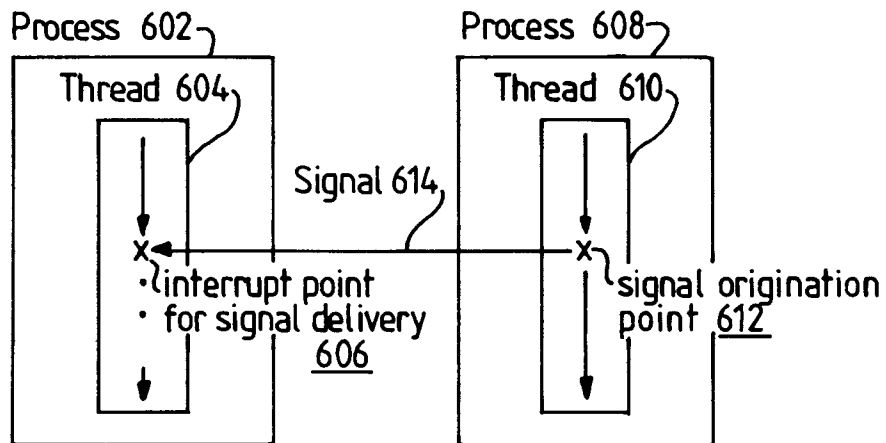 Process 602
Process 608
Thread 604
Thread 610
Signal 614
X
X
interrupt point
for signal delivery
606
signal origination
point 612